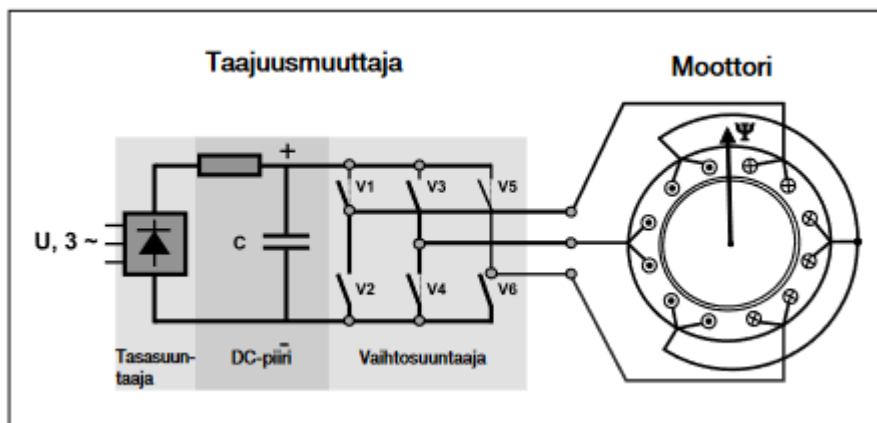 Taajuusmuuttaja
Moottori
Ψ
+
V1
V3
V5
U, 3 ~
C
V2
V4
V6
-
Tasasuun-
taaja
DC-piiri
Vaihtosuuntaaja